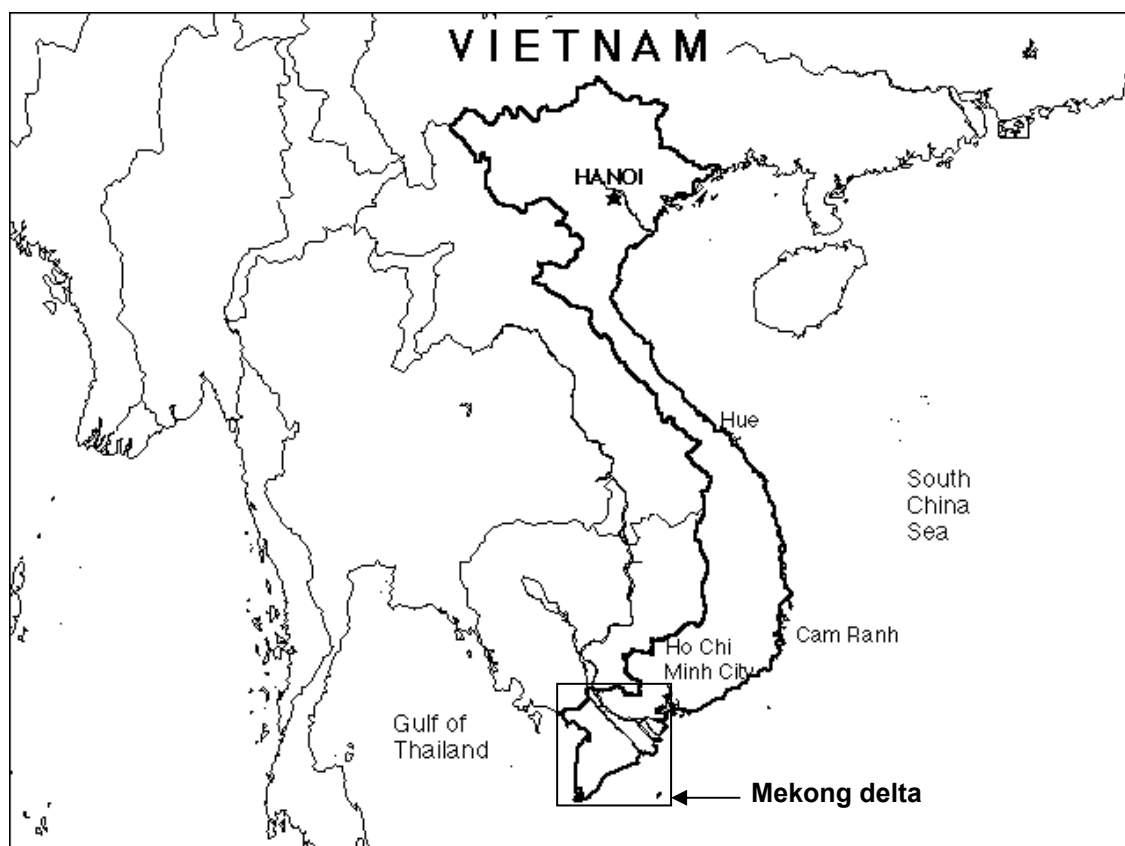 VIETNAM
HANOI
Hue
South
China
Sea
Cam Ranh
Ho Chi
Minh City
Gulf of
Thailand
Mekong delta